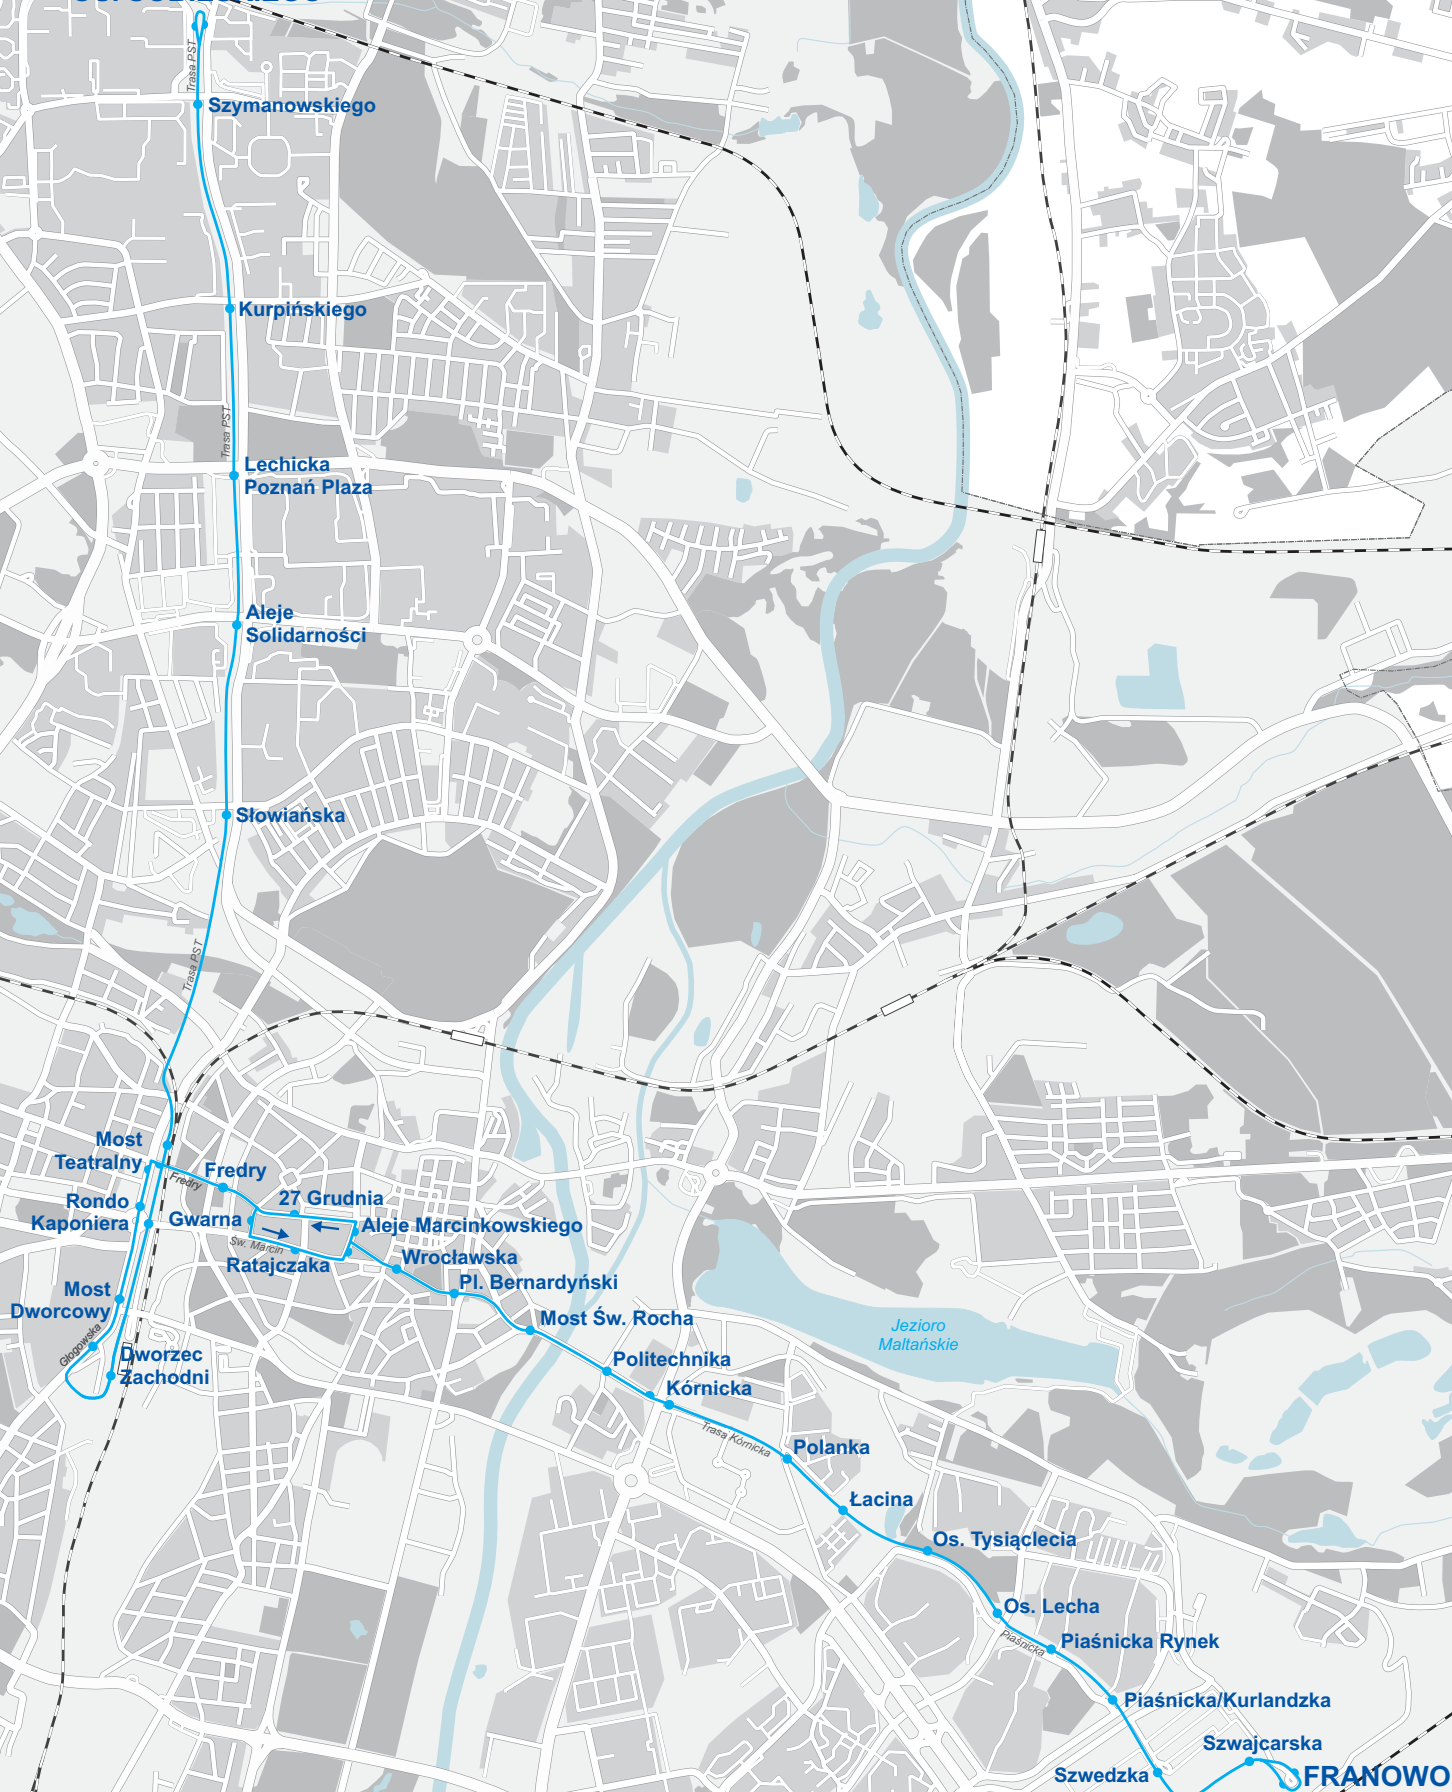 Trasa PST
Szymanowskiego
Kurpińskiego
Trasa PST
Lechicka
Poznań Plaza
Aleje
Solidarności
Słowiańska
Trasa PST
Most
Teatralny
Fredry
Fredry
Rondo
Kaponiera
27 Grudnia
Gwarna
Aleje Marcinkowskiego
Św. Marcin
Ratajczaka
Wrocławska
Pl. Bernardyński
Most
Dworcowy
Most Św. Rocha
Jezioro
Maltańskie
Głogowska
Dworzec
Zachodni
Politechnika
Kórnicka
Trasa Kórnicka
Polanka
Łacina
Os. Tysiąclecia
Os. Lecha
Piaśnicka
Piaśnicka Rynek
Piaśnicka/Kurlandzka
Szwajcarska
Szwedzka
FRANOWO